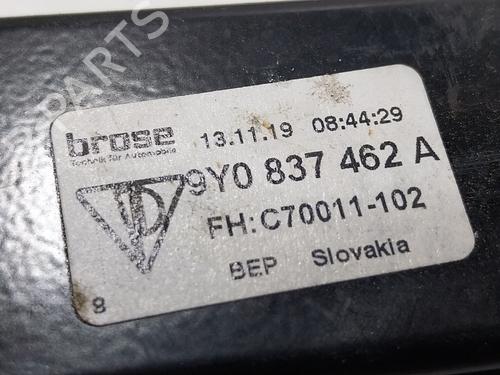 brose 13.11.19 08:44:29
Technik für Automobile
9Y0 837 462 A
FH: C70011-102
BEP Slovakia
8
PARTS